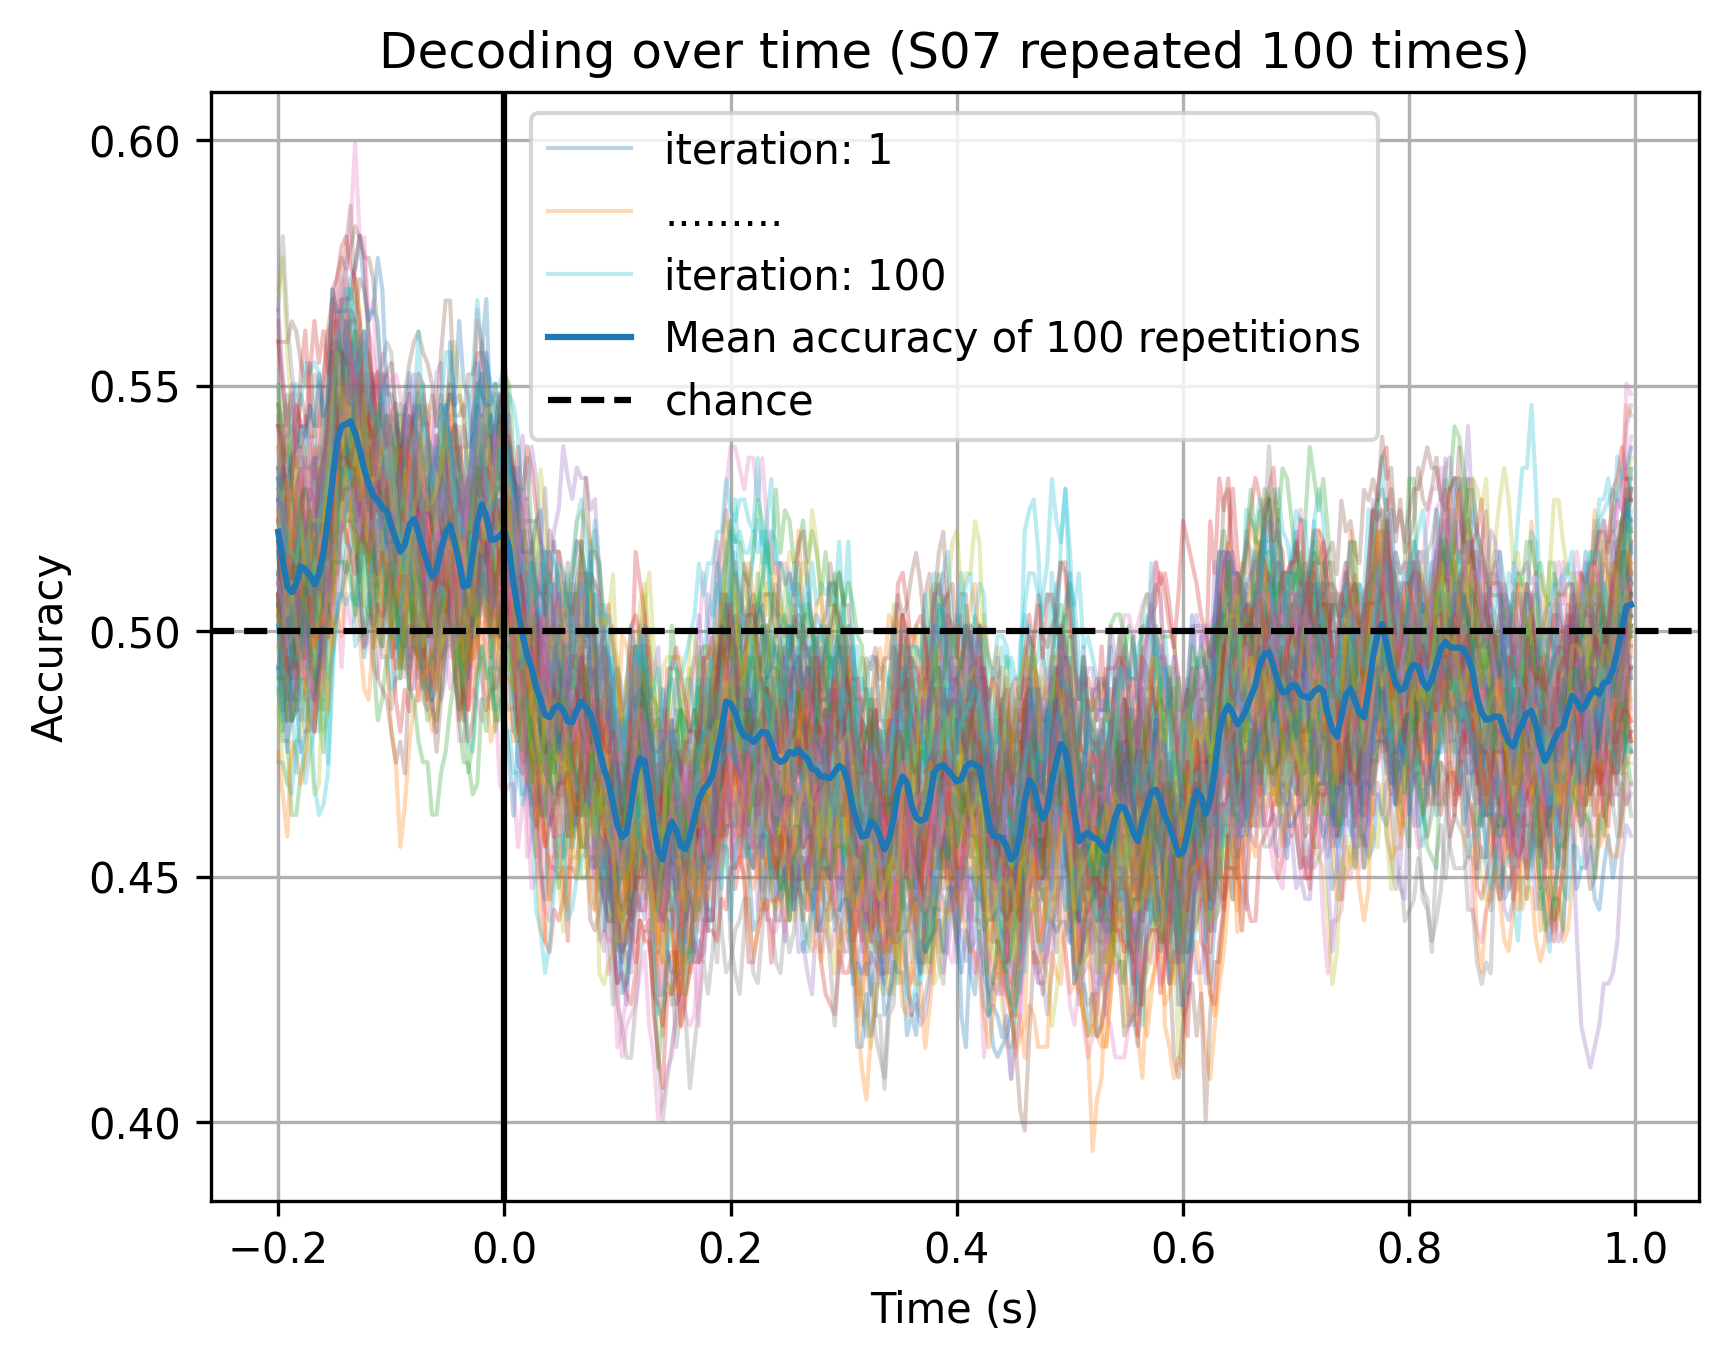 Decoding over time (S07 repeated 100 times)
0.60
0.55
0.50
0.45
0.40
Accuracy
iteration: 1
.........
iteration: 100
Mean accuracy of 100 repetitions
chance
−0.2
0.0
0.2
0.4
0.6
0.8
1.0
Time (s)